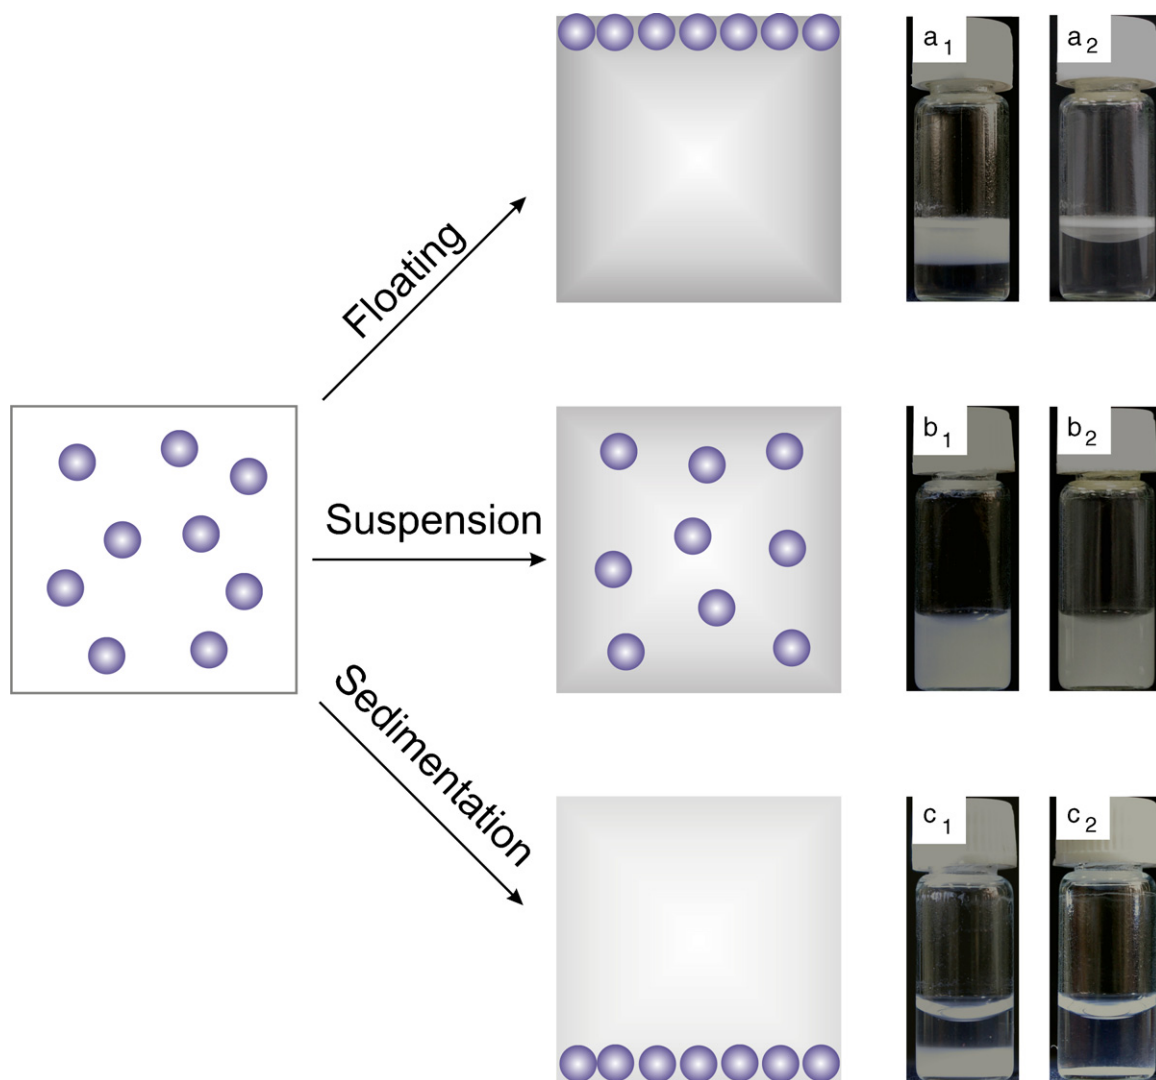 a1
a2
Floating
b1
b2
Suspension
Sedimentation
c1
c2